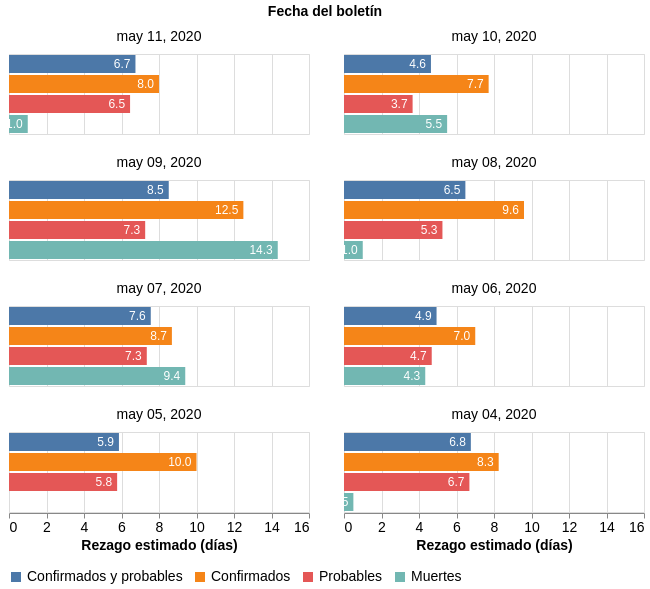 Fecha del boletín
may 11, 2020 may 10, 2020
6.7 4.6
8.0 7.7
6.5 3.7
1.0 5.5
may 09, 2020 may 08, 2020
8.5 6.5
12.5 9.6
7.3 5.3
14.3 1.0
may 07, 2020 may 06, 2020
7.6 4.9
8.7 7.0
7.3 4.7
9.4 4.3
may 05, 2020 may 04, 2020
5.9 6.8
10.0 8.3
5.8 6.7
0 2 4 6 8 10 12 14 16 0 2 4 6 8 10 12 14 16
Rezago estimado (días) Rezago estimado (días)
Confirmados y probables Confirmados Probables Muertes